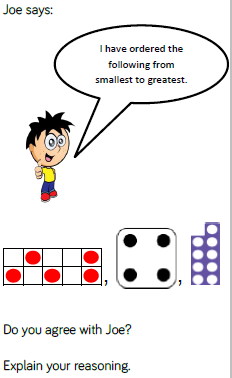 Joe says:
I have ordered the
following from
smallest to greatest.
, ,
Do you agree with Joe?
Explain your reasoning.